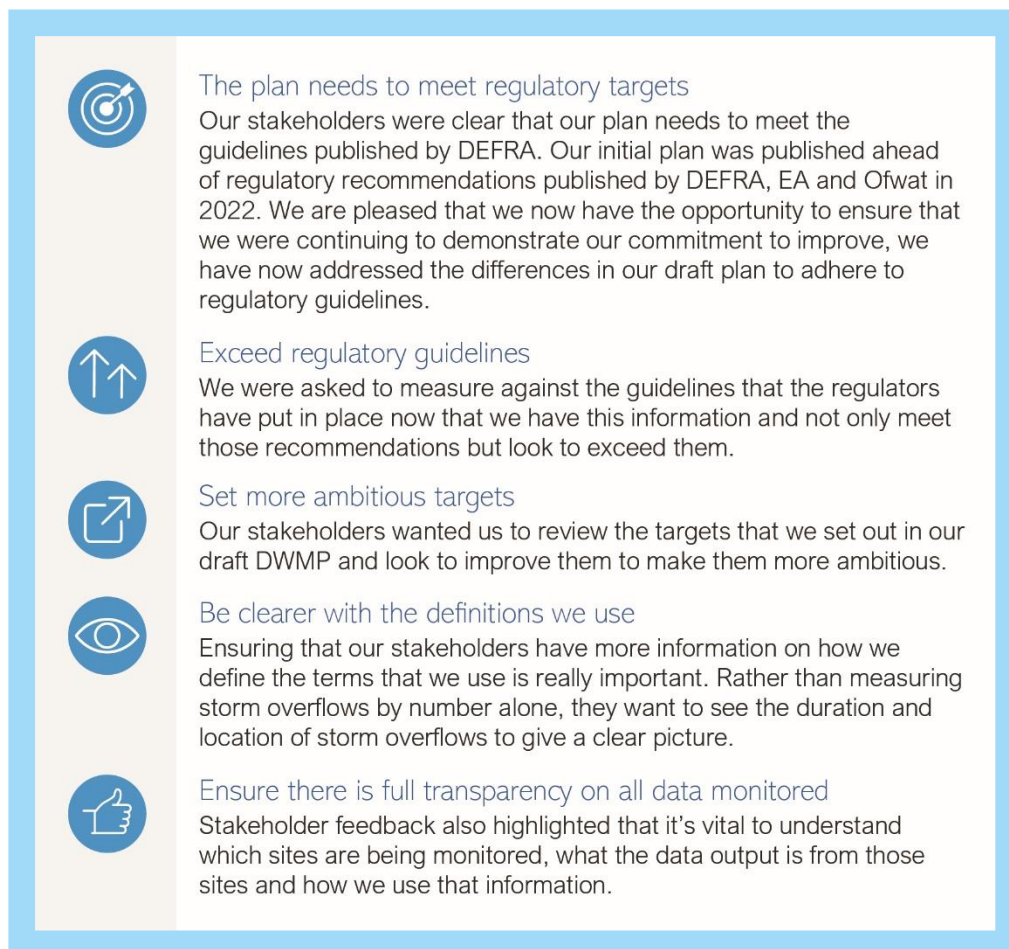 The plan needs to meet regulatory targets
Our stakeholders were clear that our plan needs to meet the
guidelines published by DEFRA. Our initial plan was published ahead
of regulatory recommendations published by DEFRA, EA and Ofwat in
2022. We are pleased that we now have the opportunity to ensure that
we were continuing to demonstrate our commitment to improve, we
have now addressed the differences in our draft plan to adhere to
regulatory guidelines.
Exceed regulatory guidelines
We were asked to measure against the guidelines that the regulators
have put in place now that we have this information and not only meet
those recommendations but look to exceed them.
Set more ambitious targets
Our stakeholders wanted us to review the targets that we set out in our
draft DWMP and look to improve them to make them more ambitious.
Be clearer with the definitions we use
Ensuring that our stakeholders have more information on how we
define the terms that we use is really important. Rather than measuring
storm overflows by number alone, they want to see the duration and
location of storm overflows to give a clear picture.
Ensure there is full transparency on all data monitored
Stakeholder feedback also highlighted that it's vital to understand
which sites are being monitored, what the data output is from those
sites and how we use that information.